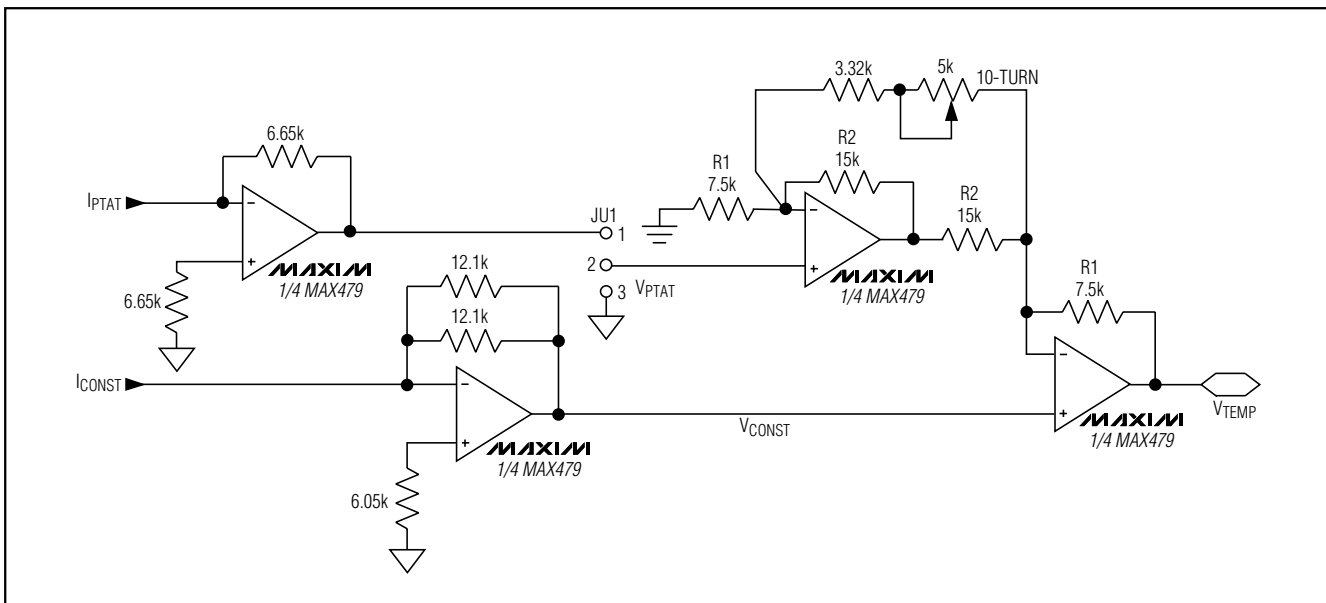 3.32k
5k
10-TURN
6.65k
R2
15k
R1
7.5k
IPTAT
JU1
1
R2
15k
2
VPTAT
3
MAXIM
1/4 MAX479
6.65k
MAXIM
1/4 MAX479
12.1k
12.1k
R1
7.5k
ICONST
VCONST
VTEMP
MAXIM
1/4 MAX479
MAXIM
1/4 MAX479
6.05k